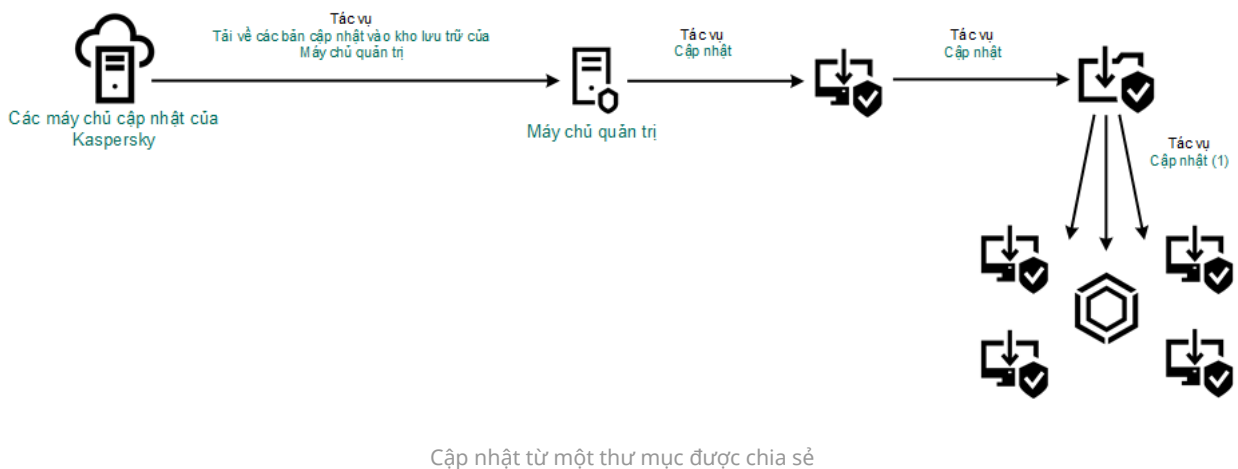 Tác vụ
Tải về các bản cập nhật vào kho lưu trữ của
Máy chủ quản trị
Tác vụ
Cập nhật
Tác vụ
Cập nhật
Các máy chủ cập nhật của
Kaspersky
Máy chủ quản trị
Tác vụ
Cập nhật (1)
Cập nhật từ một thư mục được chia sẻ